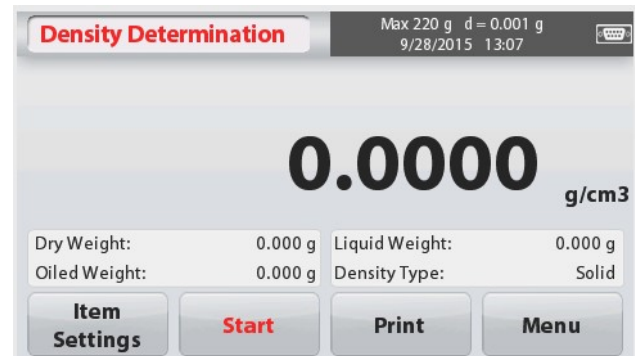 Density Determination
Max 220 g d = 0.001 g
9/28/2015 13:07
0.0000
g/cm3
Dry Weight: 0.000 g Liquid Weight: 0.000 g
Oiled Weight: 0.000 g Density Type: Solid
Item
Settings
Start
Print
Menu